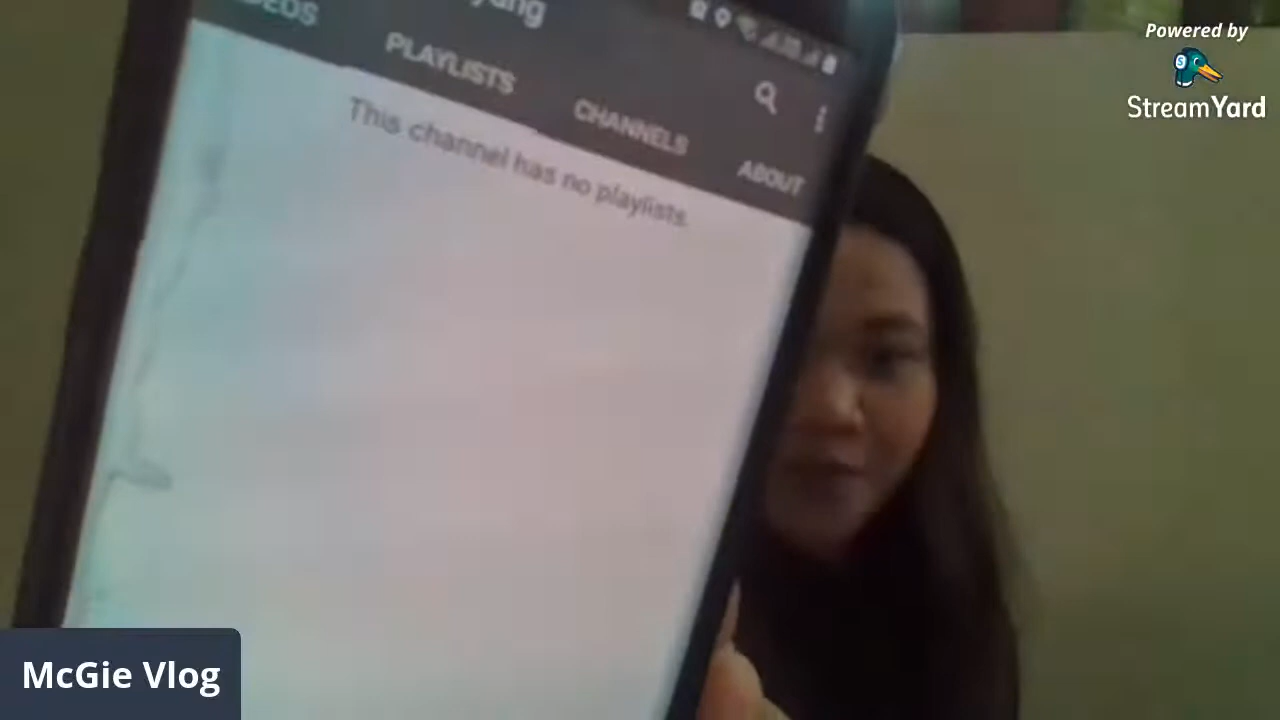 Powered by
StreamYard
PLAYLISTS
CHANNELS
ABOUT
This channel has no playlists.
McGie Vlog